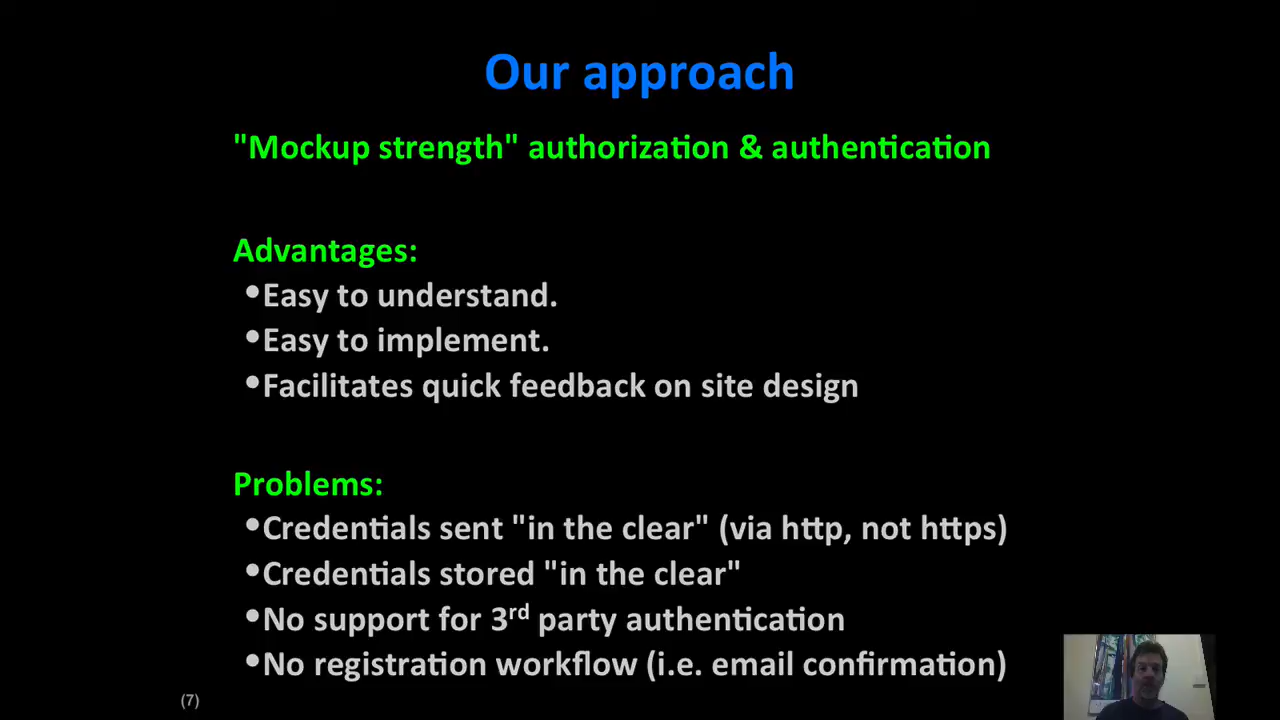 Our approach
"Mockup strength" authorization & authentication
Advantages:
•Easy to understand.
•Easy to implement.
•Facilitates quick feedback on site design
Problems:
•Credentials sent "in the clear" (via http, not https)
•Credentials stored "in the clear"
•No support for 3rd party authentication
•No registration workflow (i.e. email confirmation)
(7)